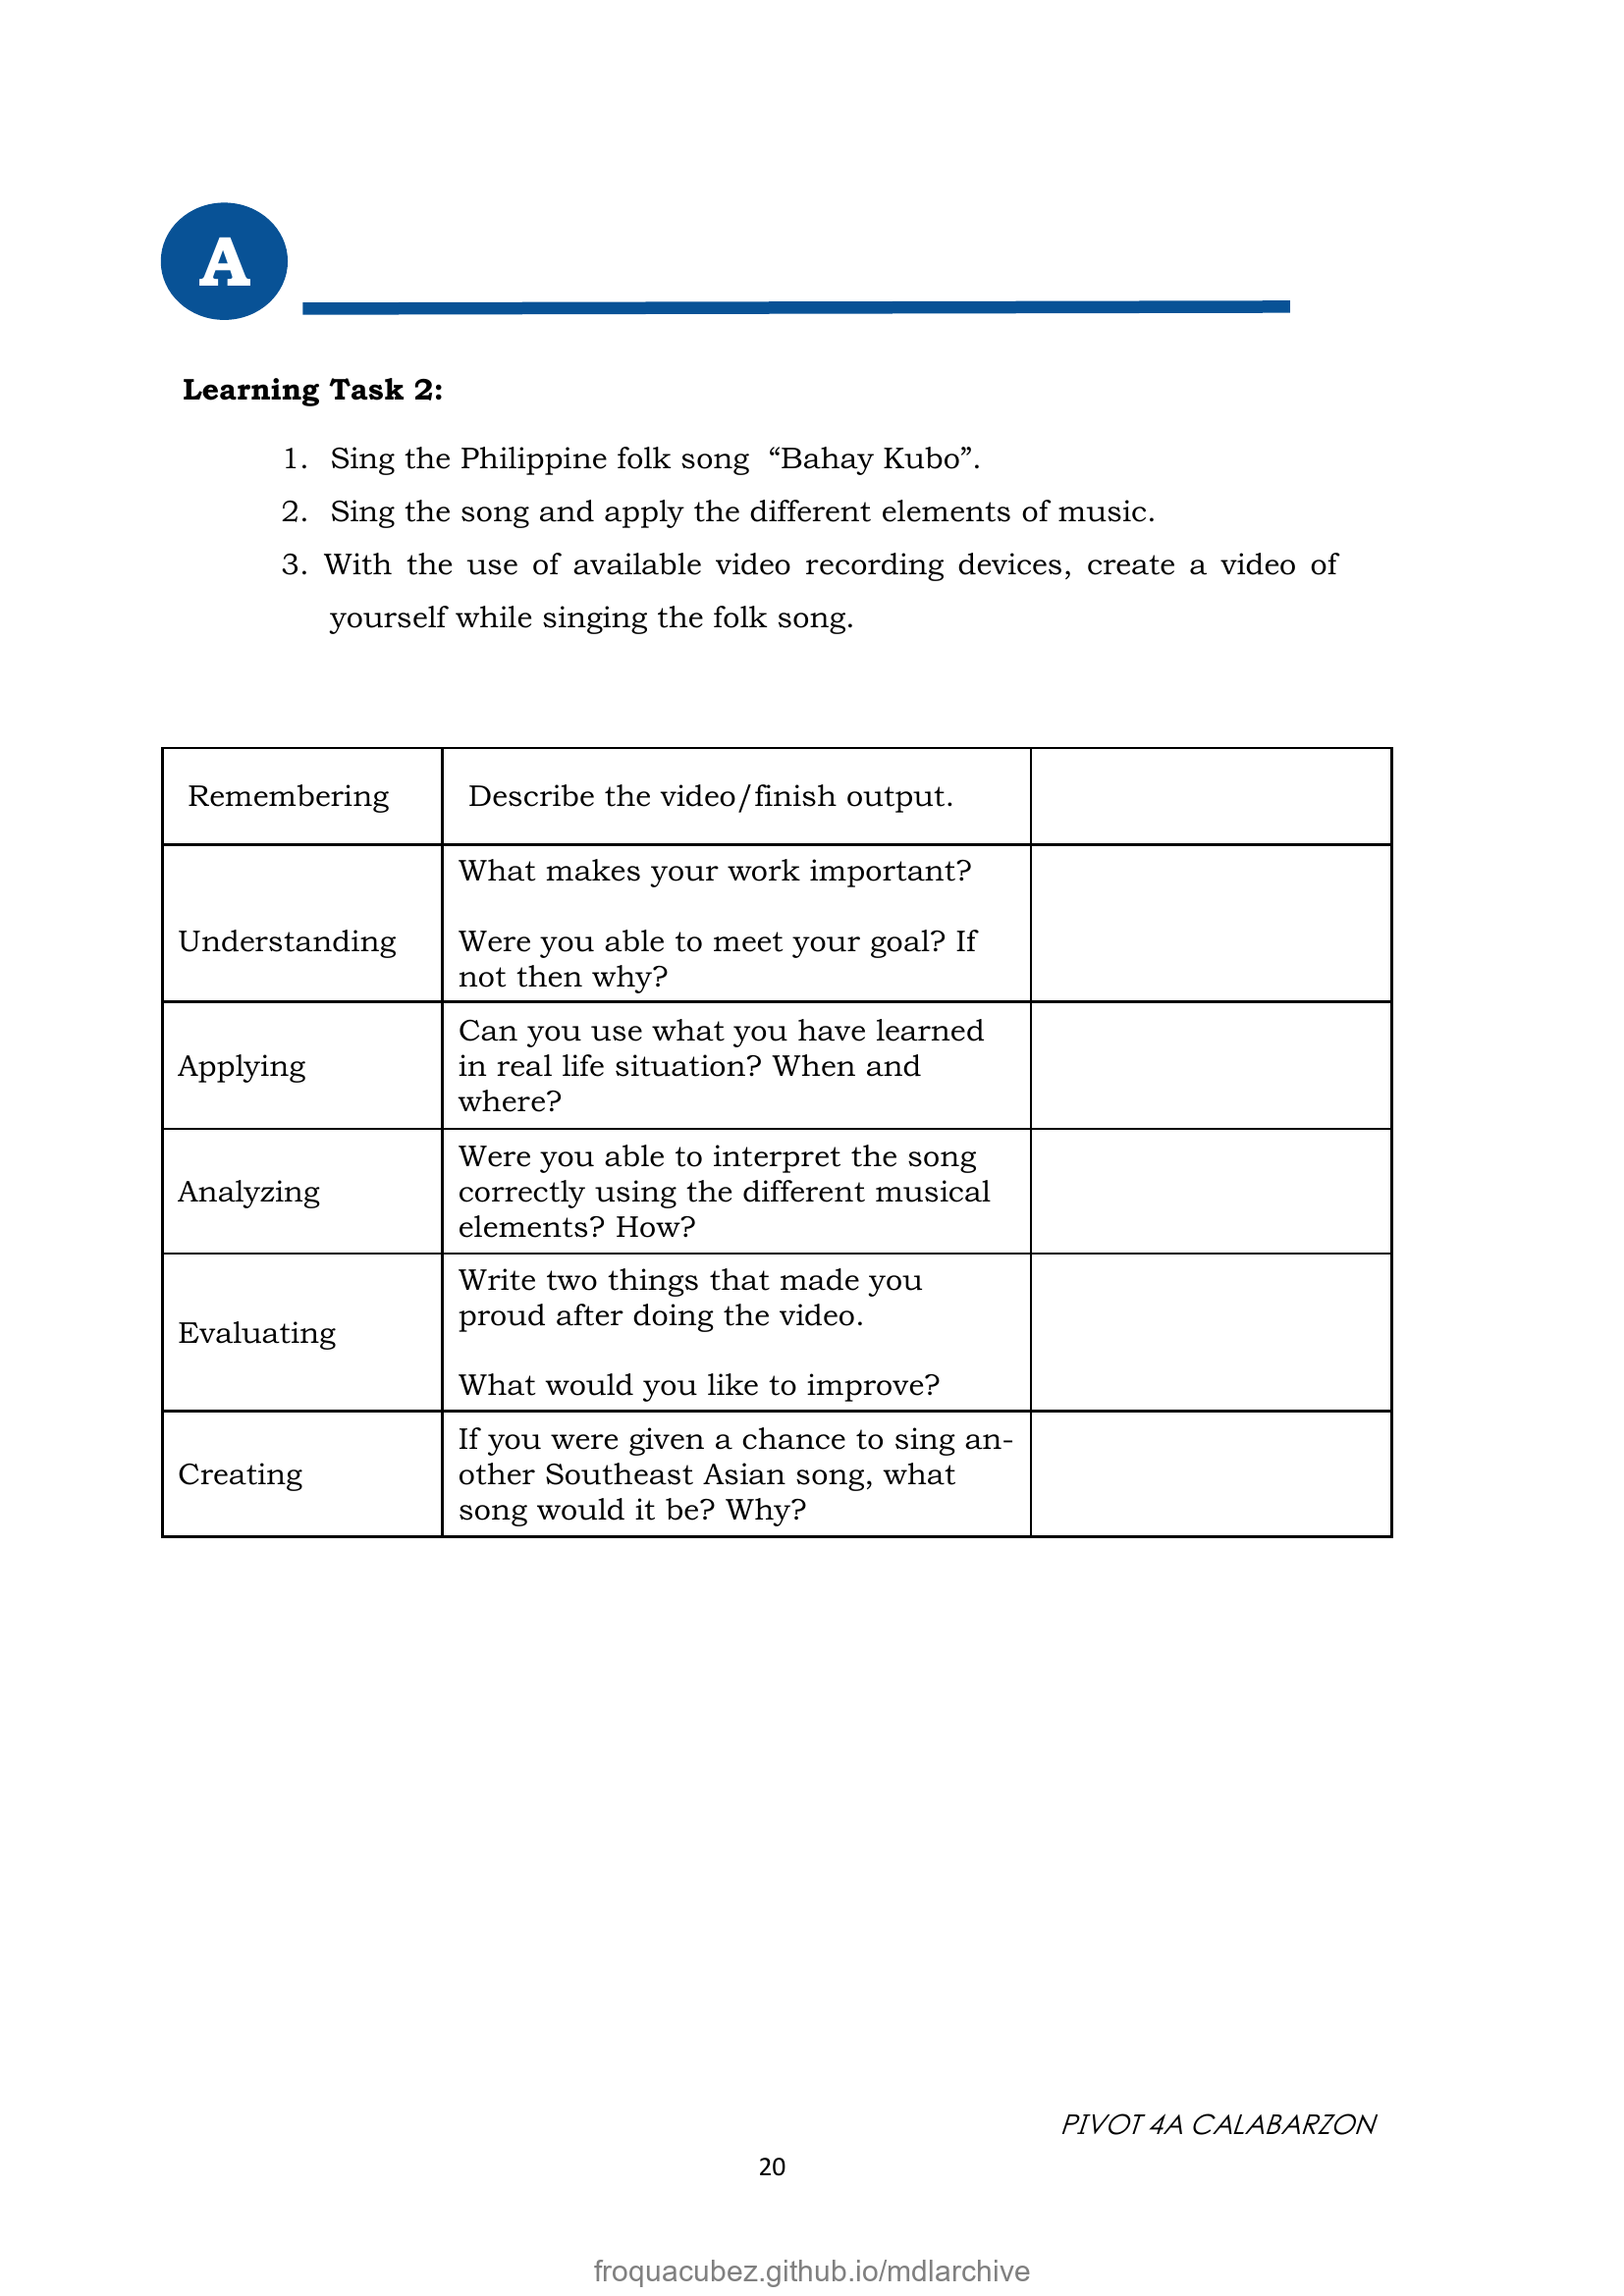 A
Learning Task 2:
1. Sing the Philippine folk song “Bahay Kubo”.
2. Sing the song and apply the different elements of music.
3. With the use of available video recording devices, create a video of
yourself while singing the folk song.
Remembering
Describe the video/finish output.
Understanding
What makes your work important?
Were you able to meet your goal? If
not then why?
Applying
Can you use what you have learned
in real life situation? When and
where?
Analyzing
Were you able to interpret the song
correctly using the different musical
elements? How?
Evaluating
Write two things that made you
proud after doing the video.
What would you like to improve?
Creating
If you were given a chance to sing an-
other Southeast Asian song, what
song would it be? Why?
PIVOT 4A CALABARZON
20
froquacubez.github.io/mdlarchive